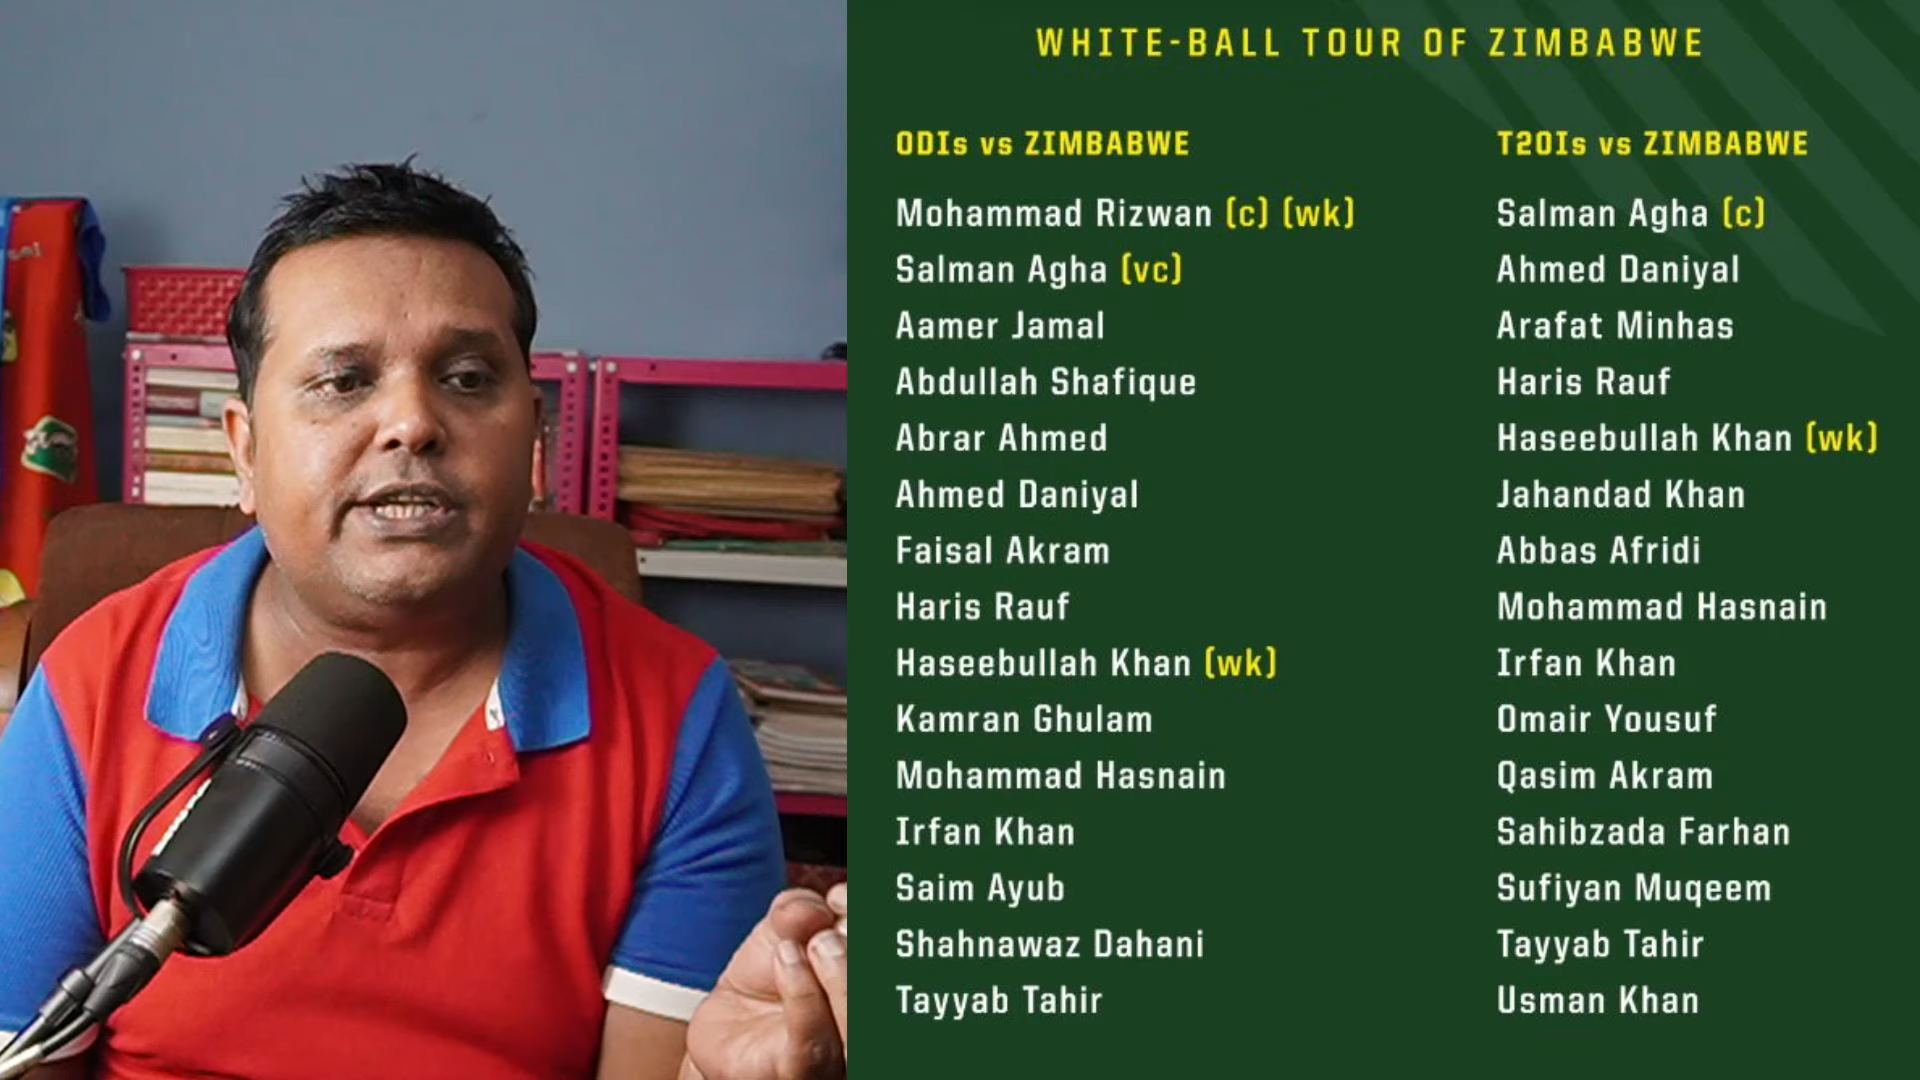 WHITE-BALL TOUR OF ZIMBABWE
ODIs vs ZIMBABWE
Mohammad Rizwan (c) (wk)
Salman Agha (vc)
Aamer Jamal
Abdullah Shafique
Abrar Ahmed
Ahmed Daniyal
Faisal Akram
Haris Rauf
Haseebullah Khan (wk)
Kamran Ghulam
Mohammad Hasnain
Irfan Khan
Saim Ayub
Shahnawaz Dahani
Tayyab Tahir
T20Is vs ZIMBABWE
Salman Agha (c)
Ahmed Daniyal
Arafat Minhas
Haris Rauf
Haseebullah Khan (wk)
Jahandad Khan
Abbas Afridi
Mohammad Hasnain
Irfan Khan
Omair Yousuf
Qasim Akram
Sahibzada Farhan
Sufiyan Muqeem
Tayyab Tahir
Usman Khan